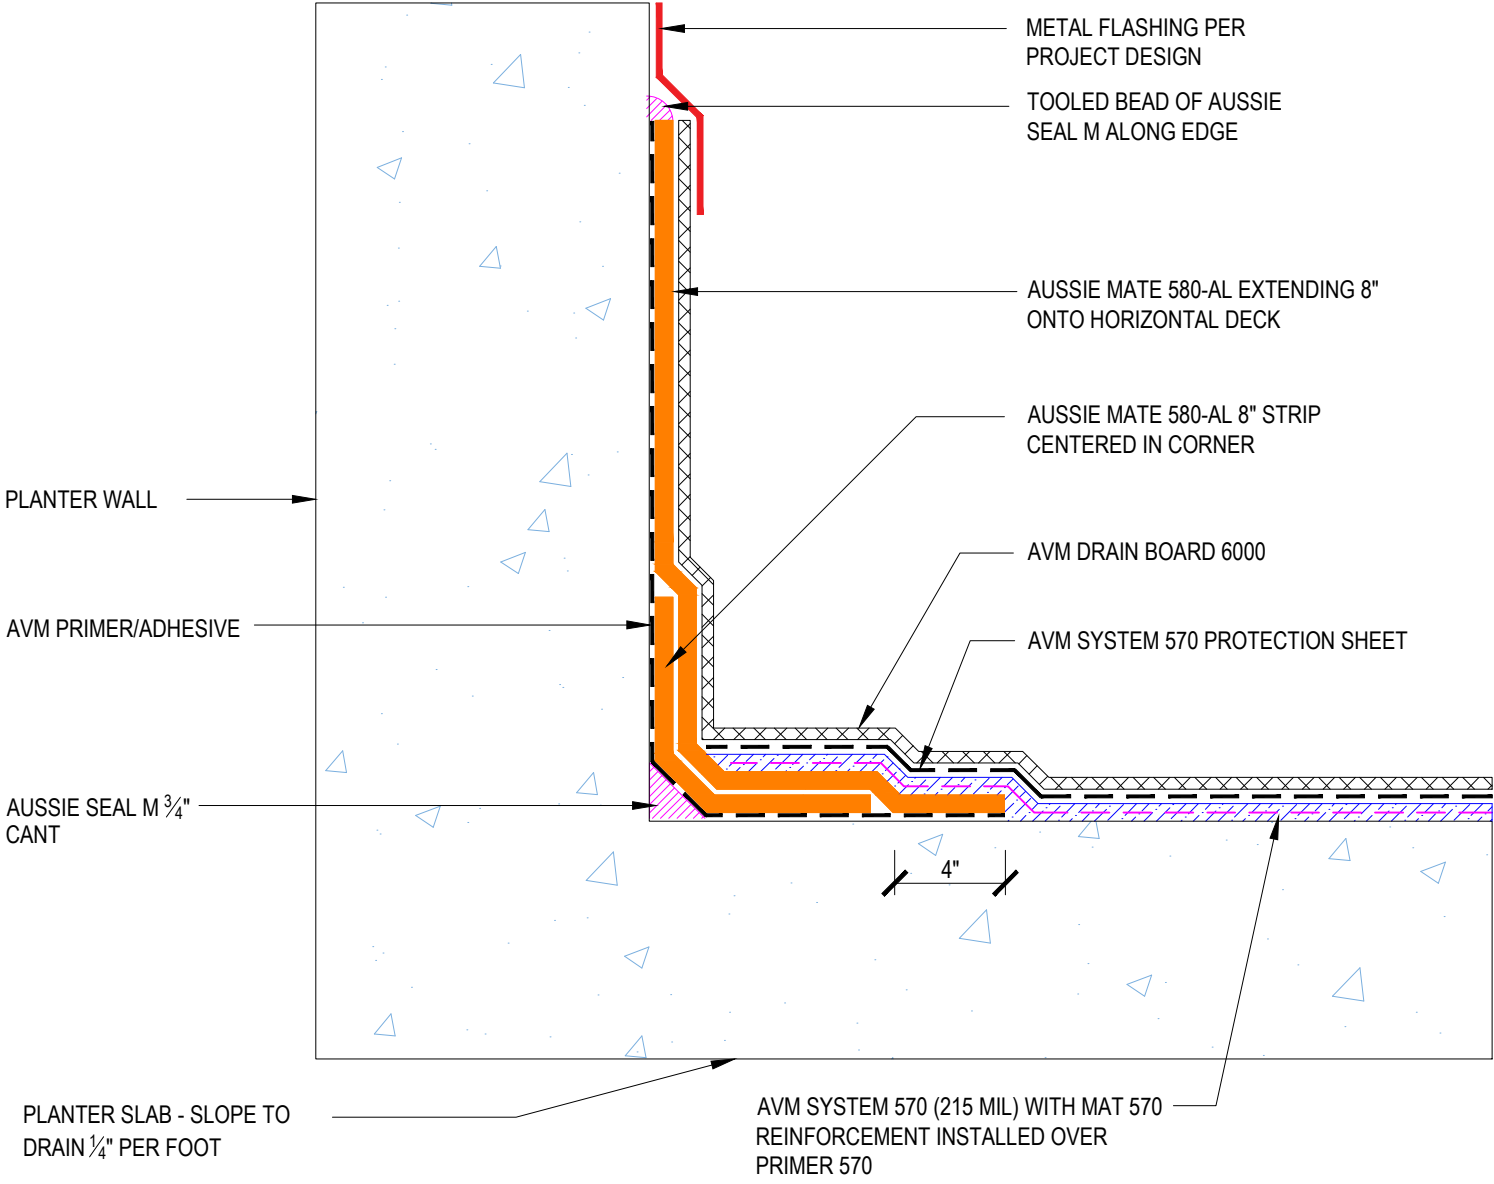 METAL FLASHING PER
PROJECT DESIGN
TOOLED BEAD OF AUSSIE
SEAL M ALONG EDGE
AUSSIE MATE 580-AL EXTENDING 8"
ONTO HORIZONTAL DECK
AUSSIE MATE 580-AL 8" STRIP
CENTERED IN CORNER
PLANTER WALL
AVM DRAIN BOARD 6000
AVM PRIMER/ADHESIVE
AVM SYSTEM 570 PROTECTION SHEET
AUSSIE SEAL M 3/4"
CANT
4"
PLANTER SLAB - SLOPE TO
DRAIN 1/4" PER FOOT
AVM SYSTEM 570 (215 MIL) WITH MAT 570
REINFORCEMENT INSTALLED OVER
PRIMER 570